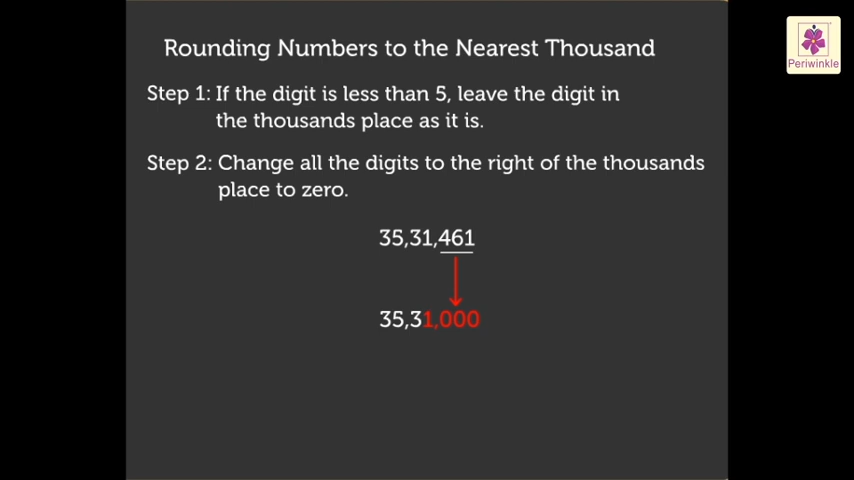 Rounding Numbers to the Nearest Thousand
Periwinkle
Step 1: If the digit is less than 5, leave the digit in
the thousands place as it is.
Step 2: Change all the digits to the right of the thousands
place to zero.
35,31,461
35,31,000